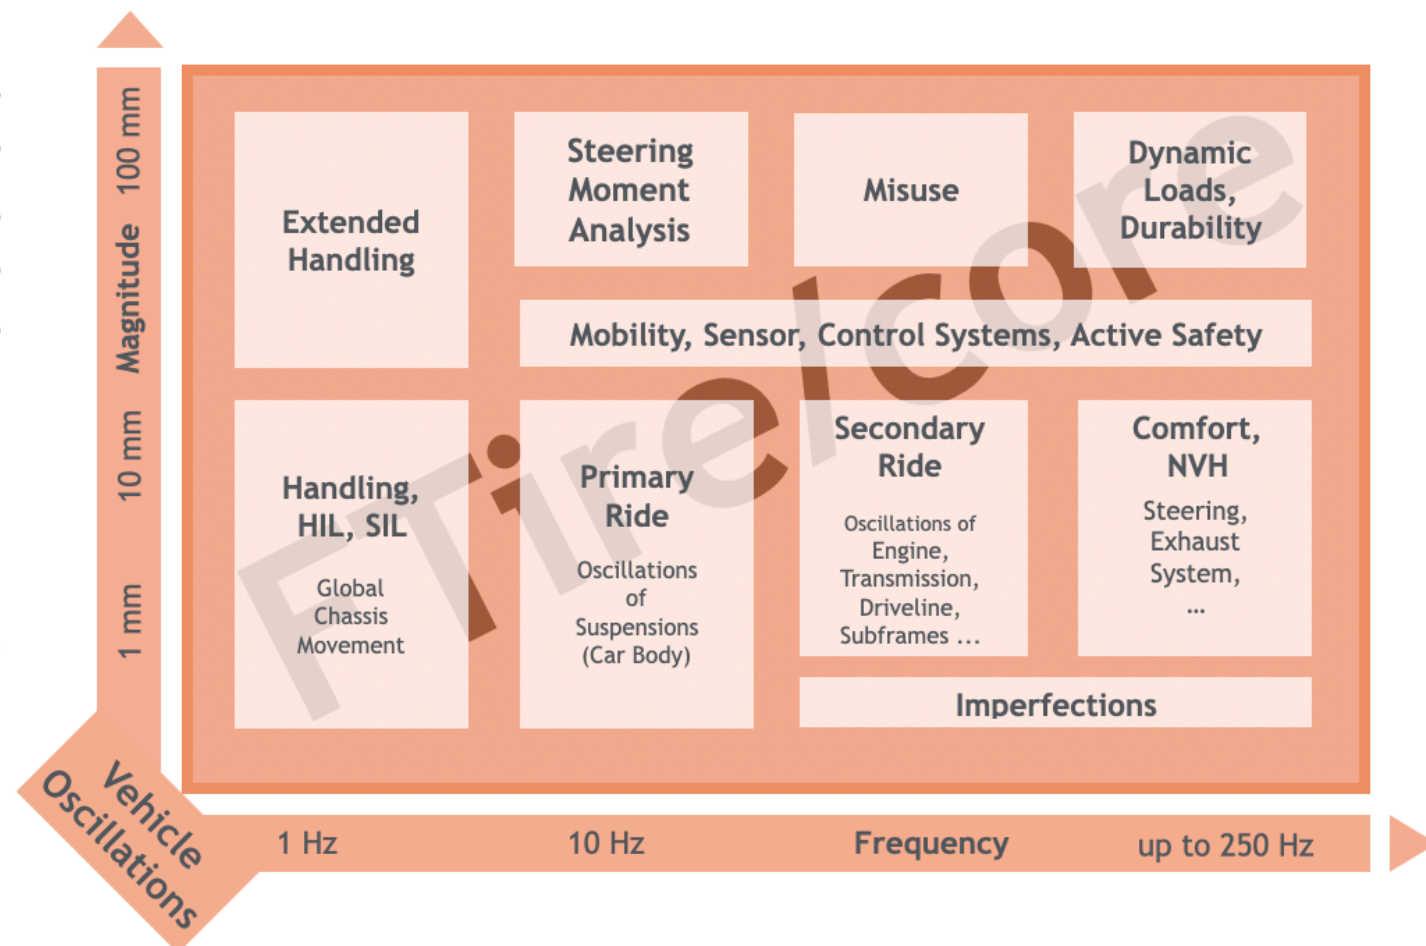 100 mm
Magnitude
10 mm
1 mm
Extended
Handling
Steering
Moment
Analysis
Misuse
Dynamic
Loads,
Durability
Mobility, Sensor, Control Systems, Active Safety
Handling,
HIL, SIL
Global
Chassis
Movement
Primary
Ride
Oscillations
of
Suspensions
(Car Body)
Secondary
Ride
Oscillations of
Engine,
Transmission,
Driveline,
Subframes ...
Comfort,
NVH
Steering,
Exhaust
System,
...
Imperfections
FTire/core
Vehicle
Oscillations
1 Hz
10 Hz
Frequency
up to 250 Hz